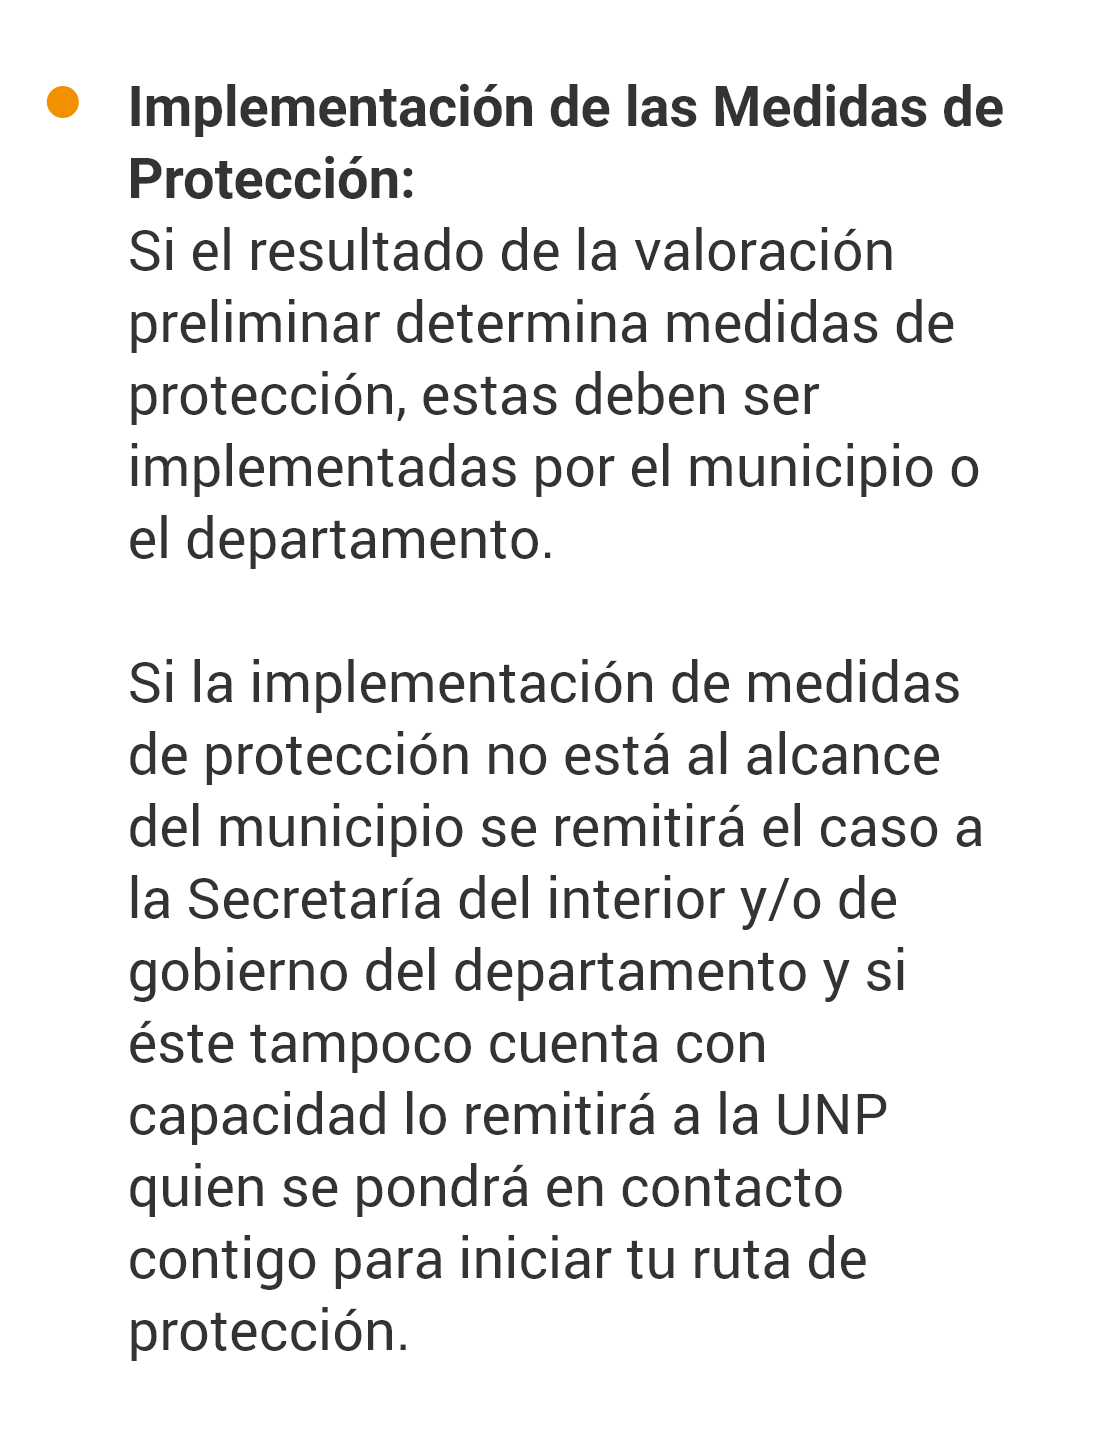 Implementación de las Medidas de
Protección:
Si el resultado de la valoración
preliminar determina medidas de
protección, estas deben ser
implementadas por el municipio o
el departamento.
Si la implementación de medidas
de protección no está al alcance
del municipio se remitirá el caso a
la Secretaría del interior y/o de
gobierno del departamento y si
éste tampoco cuenta con
capacidad lo remitirá a la UNP
quien se pondrá en contacto
contigo para iniciar tu ruta de
protección.